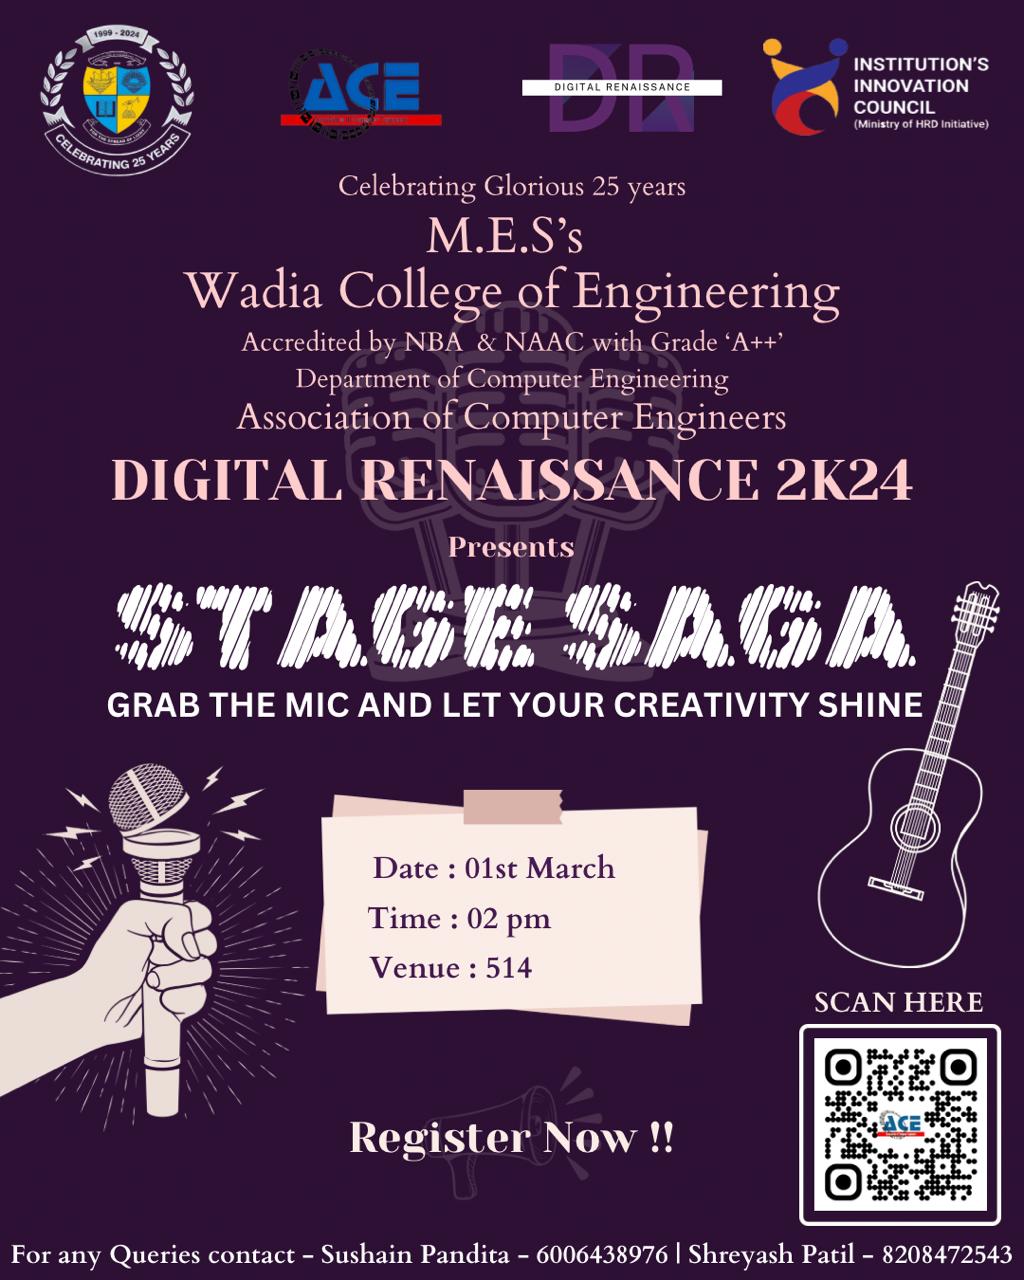 1999 - 2024
CELEBRATING 25 YEARS
ACE
DR
DIGITAL RENAISSANCE
INSTITUTION'S
INNOVATION
COUNCIL
(Ministry of HRD Initiative)
Celebrating Glorious 25 years
M.E.S's
Wadia College of Engineering
Accredited by NBA & NAAC with Grade 'A++'
Department of Computer Engineering
Association of Computer Engineers
DIGITAL RENAISSANCE 2K24
Presents
STAGE SAGA
GRAB THE MIC AND LET YOUR CREATIVITY SHINE
Date : 01st March
Time : 02 pm
Venue : 514
SCAN HERE
ACE
Register Now !!
For any Queries contact - Sushain Pandita - 6006438976 | Shreyash Patil - 8208472543